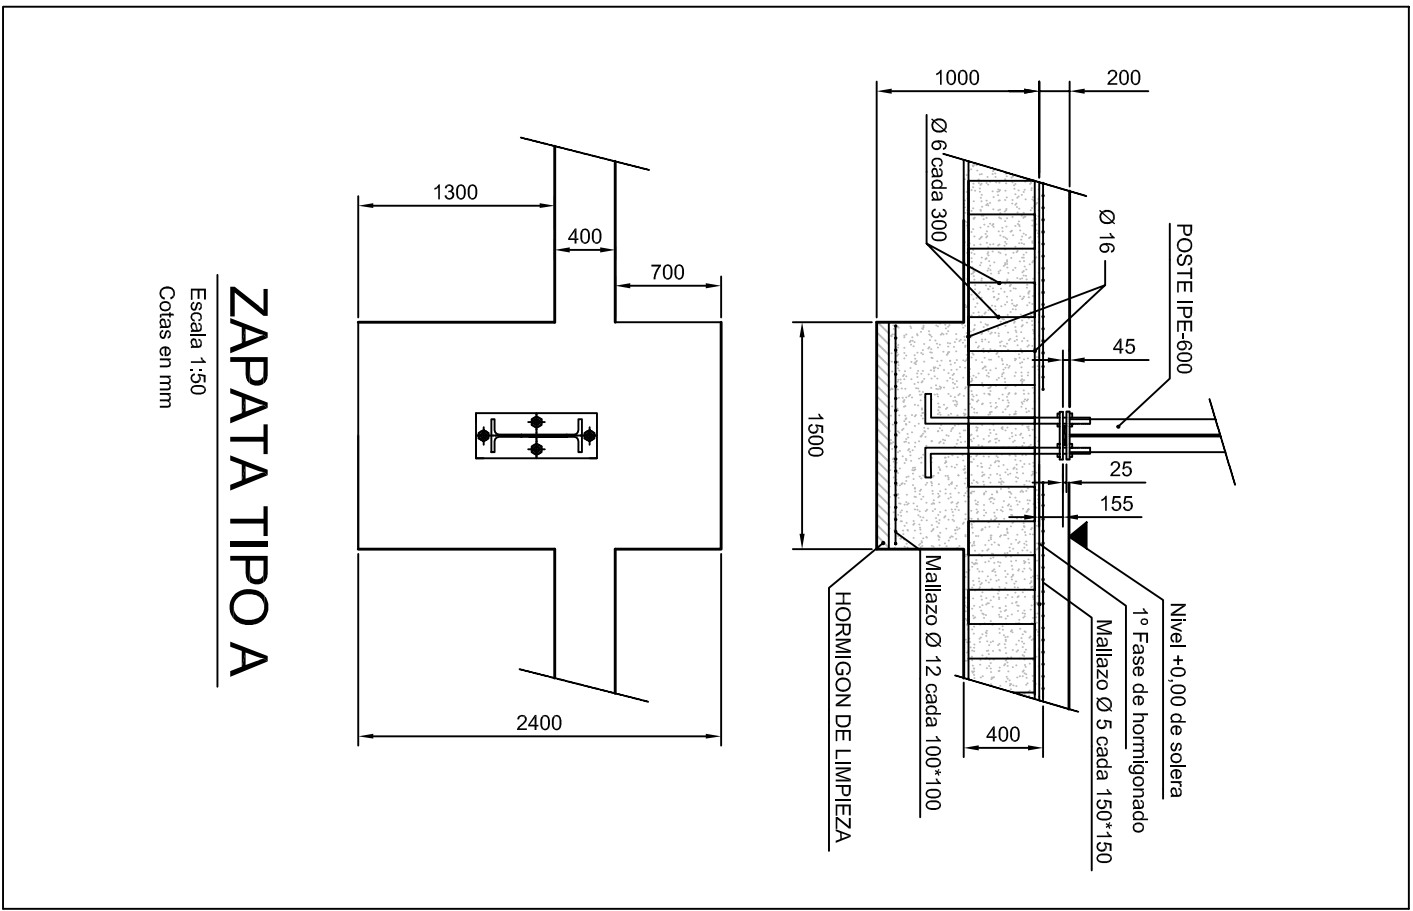 1000
200
Ø 6 cada 300
Ø 16
POSTE IPE-600
45
25
155
1500
Nivel +0,00 de solera
1º Fase de hormigonado
Mallazo Ø 5 cada 150*150
Mallazo Ø 12 cada 100*100
HORMIGON DE LIMPIEZA
400
1300
400
700
2400
ZAPATA TIPO A
Escala 1:50
Cotas en mm